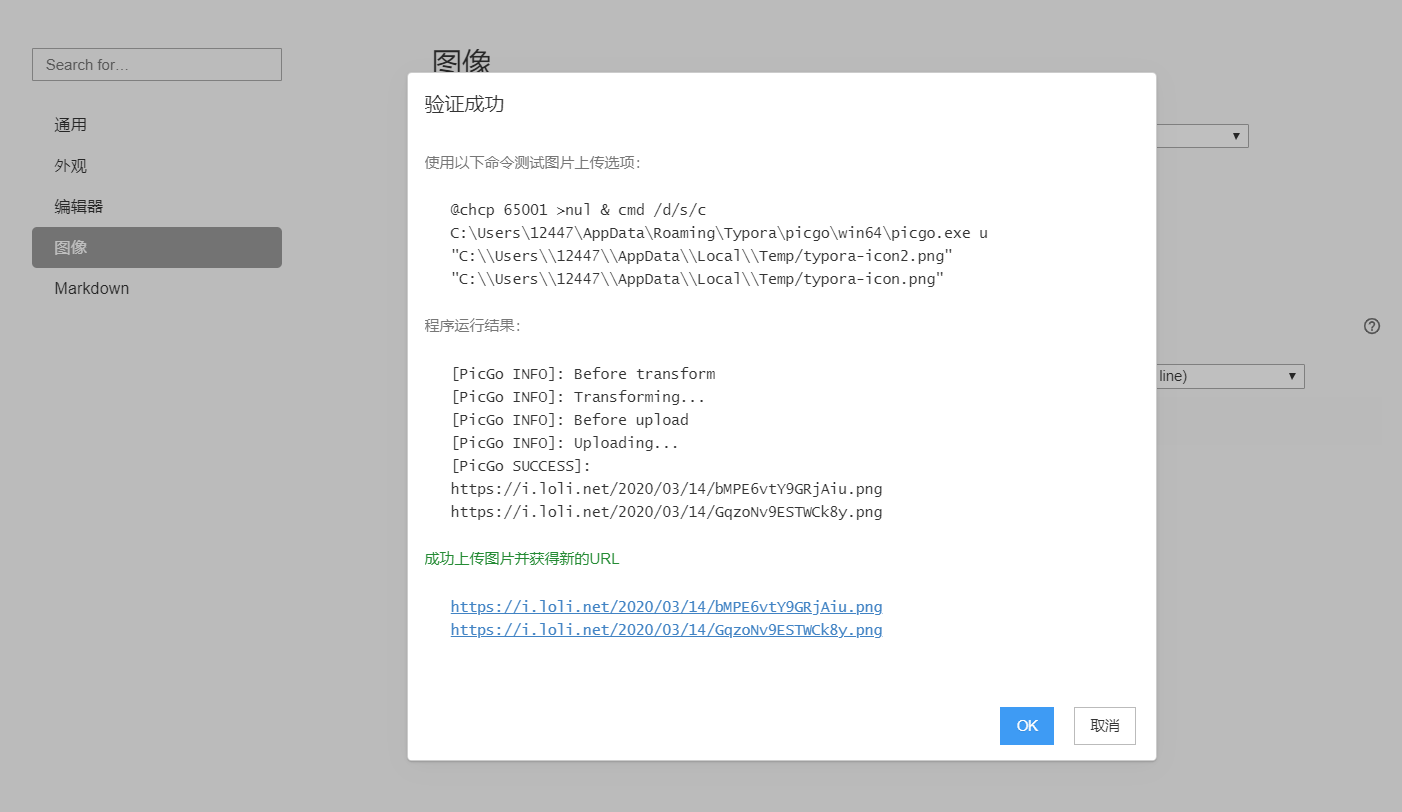 Search for…
通用
外观
编辑器
图像
Markdown
图像
验证成功
使用以下命令测试图片上传选项：
@chcp 65001 >nul & cmd /d/s/c
C:\Users\12447\AppData\Roaming\Typora\picgo\win64\picgo.exe u
"C:\\Users\\12447\\AppData\\Local\\Temp/typora-icon2.png"
"C:\\Users\\12447\\AppData\\Local\\Temp/typora-icon.png"
程序运行结果：
[PicGo INFO]: Before transform
[PicGo INFO]: Transforming...
[PicGo INFO]: Before upload
[PicGo INFO]: Uploading...
[PicGo SUCCESS]:
https://i.loli.net/2020/03/14/bMPE6vtY9GRjAiu.png
https://i.loli.net/2020/03/14/GqzoNv9ESTWCk8y.png
成功上传图片并获得新的URL
https://i.loli.net/2020/03/14/bMPE6vtY9GRjAiu.png
https://i.loli.net/2020/03/14/GqzoNv9ESTWCk8y.png
OK
取消
line)